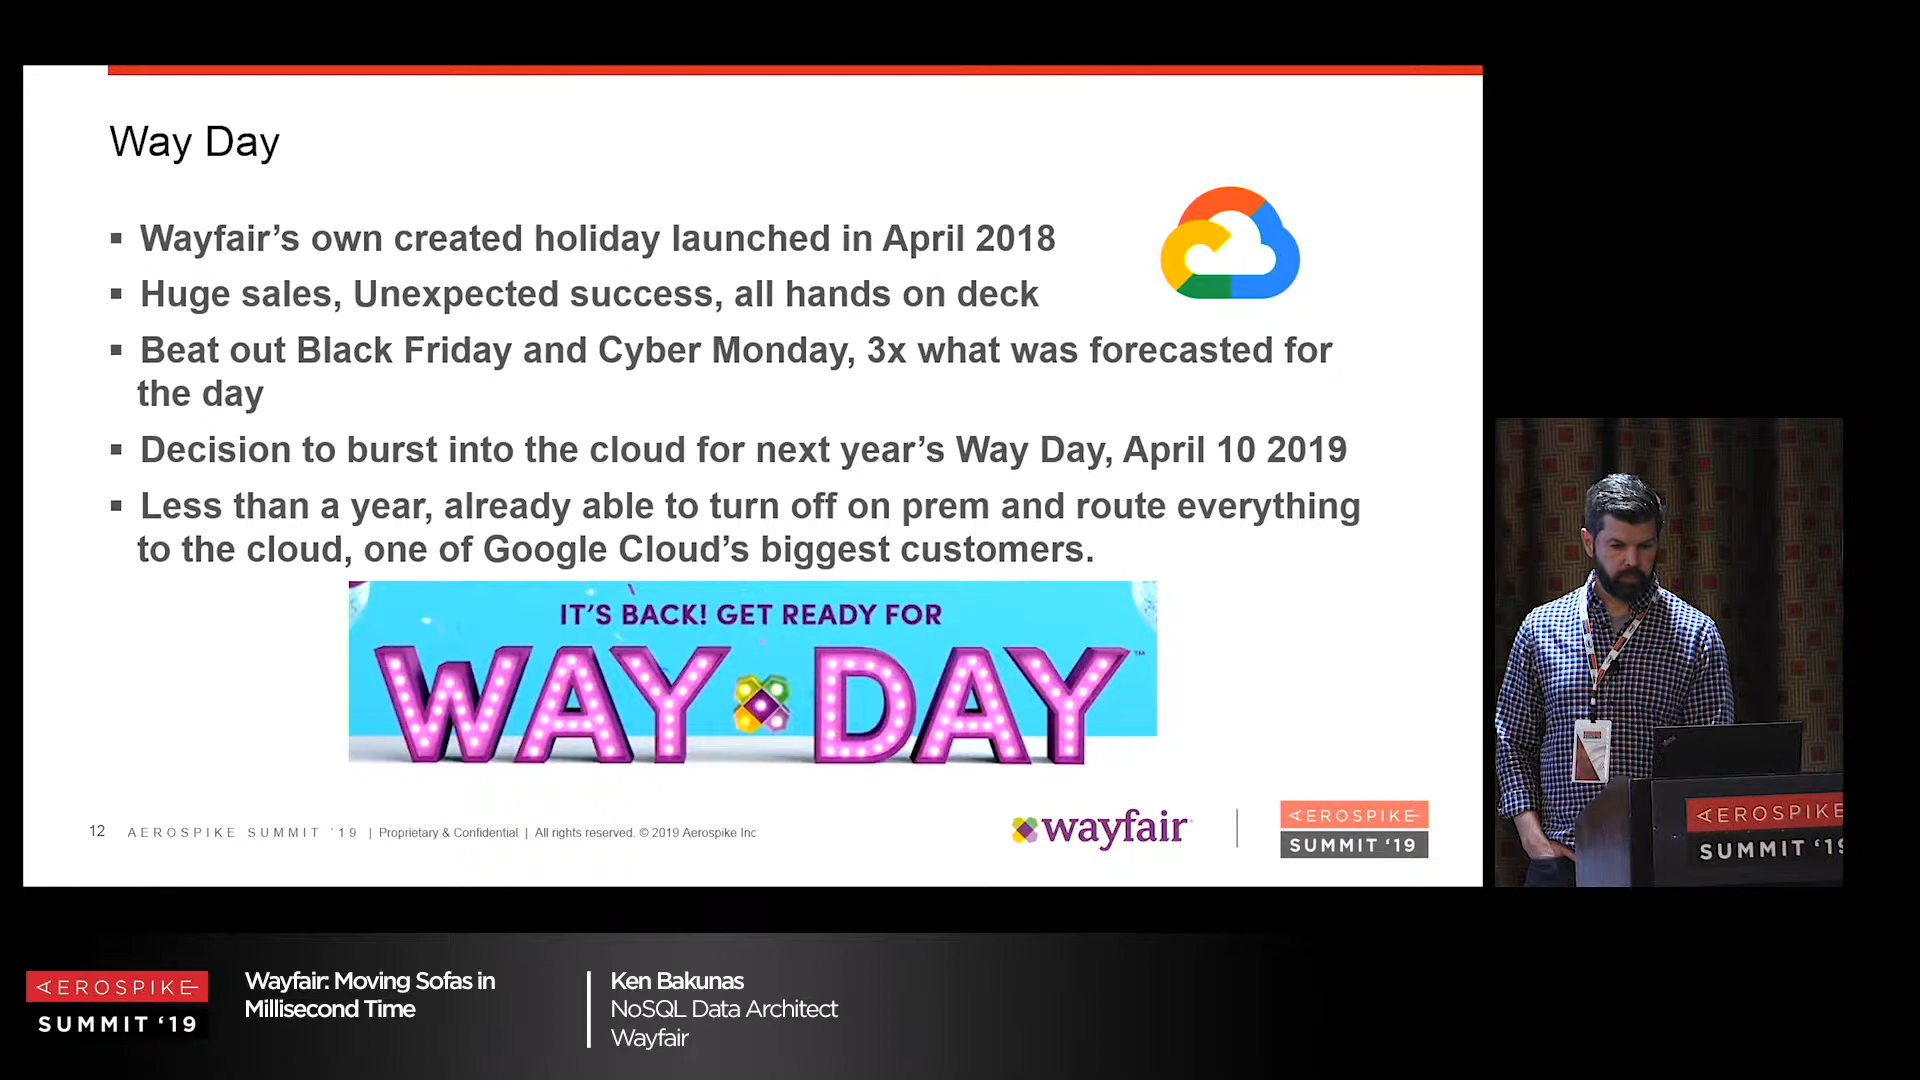 Way Day
▪ Wayfair’s own created holiday launched in April 2018
▪ Huge sales, Unexpected success, all hands on deck
▪ Beat out Black Friday and Cyber Monday, 3x what was forecasted for
the day
▪ Decision to burst into the cloud for next year’s Way Day, April 10 2019
▪ Less than a year, already able to turn off on prem and route everything
to the cloud, one of Google Cloud’s biggest customers.
IT'S BACK! GET READY FOR
WAY DAY™
12 AEROSPIKE SUMMIT '19 | Proprietary & Confidential | All rights reserved. © 2019 Aerospike Inc
wayfair
AEROSPIKE
SUMMIT ‘19
AEROSPIKE
SUMMIT ‘19
AEROSPIKE
SUMMIT ‘19
Wayfair: Moving Sofas in
Millisecond Time
Ken Bakunas
NoSQL Data Architect
Wayfair